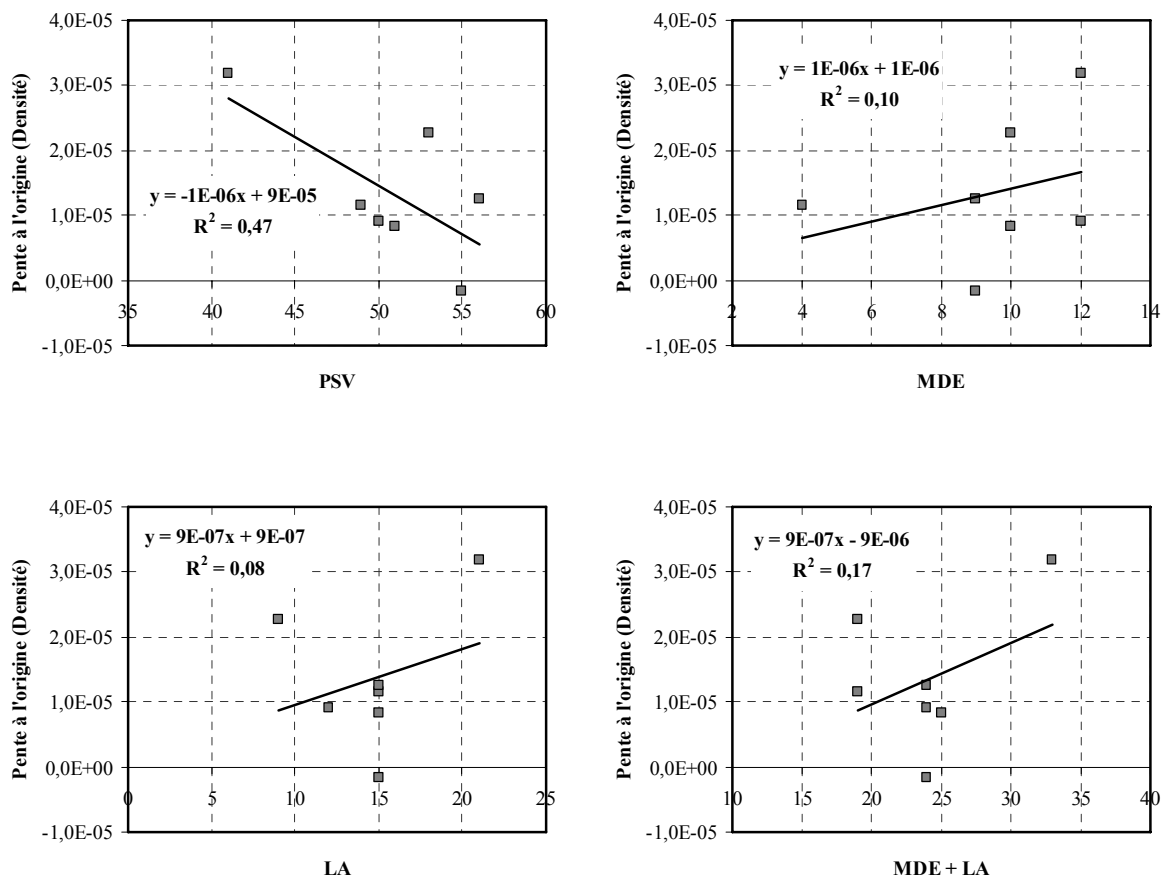 4,0E-05
3,0E-05
2,0E-05
1,0E-05
0,0E+00
-1,0E-05
Pente à l'origine (Densité)
y = -1E-06x + 9E-05
R² = 0,47
35 40 45 50 55 60
PSV
4,0E-05
3,0E-05
2,0E-05
1,0E-05
0,0E+00
-1,0E-05
Pente à l'origine (Densité)
y = 1E-06x + 1E-06
R² = 0,10
2 4 6 8 10 12 14
MDE
4,0E-05
3,0E-05
2,0E-05
1,0E-05
0,0E+00
-1,0E-05
Pente à l'origine (Densité)
y = 9E-07x + 9E-07
R² = 0,08
0 5 10 15 20 25
LA
4,0E-05
3,0E-05
2,0E-05
1,0E-05
0,0E+00
-1,0E-05
Pente à l'origine (Densité)
y = 9E-07x - 9E-06
R² = 0,17
10 15 20 25 30 35 40
MDE + LA